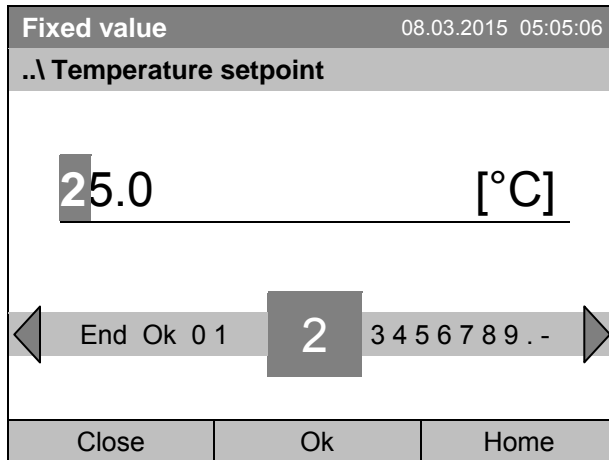 Fixed value 08.03.2015 05:05:06
..\ Temperature setpoint
25.0 [°C]
End Ok 0 1 2 3 4 5 6 7 8 9 . -
Close Ok Home